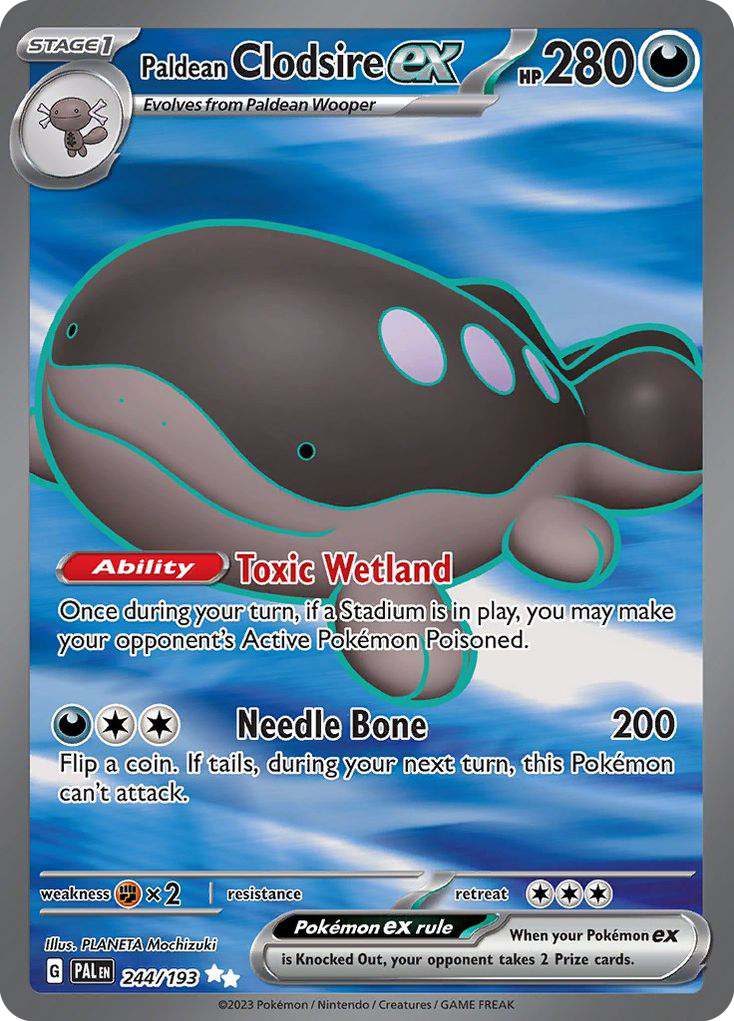 STAGE 1
Paldean Clodsire ex HP 280
Evolves from Paldean Wooper
Ability Toxic Wetland
Once during your turn, if a Stadium is in play, you may make
your opponent's Active Pokémon Poisoned.
Needle Bone 200
Flip a coin. If tails, during your next turn, this Pokémon
can't attack.
weakness ×2 resistance retreat
Illus. PLANETA Mochizuki
Pokémon ex rule When your Pokémon ex
is Knocked Out, your opponent takes 2 Prize cards.
G PAL EN 244/193
©2023 Pokémon / Nintendo / Creatures / GAME FREAK